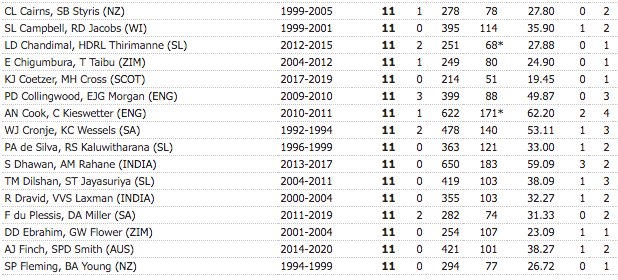 CL Cairns, SB Styris (NZ) 1999-2005 11 1 278 78 27.80 0 2
SL Campbell, RD Jacobs (WI) 1999-2001 11 0 395 114 35.90 1 2
LD Chandimal, HDRL Thirimanne (SL) 2012-2015 11 2 251 68* 27.88 0 1
E Chigumbura, T Taibu (ZIM) 2004-2012 11 1 249 80 24.90 0 1
KJ Coetzer, MH Cross (SCOT) 2017-2019 11 0 214 51 19.45 0 1
PD Collingwood, EJG Morgan (ENG) 2009-2010 11 3 399 88 49.87 0 3
AN Cook, C Kieswetter (ENG) 2010-2011 11 1 622 171* 62.20 2 4
WJ Cronje, KC Wessels (SA) 1992-1994 11 2 478 140 53.11 1 3
PA de Silva, RS Kaluwitharana (SL) 1996-1999 11 0 363 121 33.00 1 2
S Dhawan, AM Rahane (INDIA) 2013-2017 11 0 650 183 59.09 3 2
TM Dilshan, ST Jayasuriya (SL) 2004-2011 11 0 419 103 38.09 1 3
R Dravid, VVS Laxman (INDIA) 2000-2004 11 0 355 103 32.27 1 2
F du Plessis, DA Miller (SA) 2011-2019 11 2 282 74 31.33 0 2
DD Ebrahim, GW Flower (ZIM) 2001-2004 11 0 254 107 23.09 1 1
AJ Finch, SPD Smith (AUS) 2014-2020 11 0 421 101 38.27 1 2
SP Fleming, BA Young (NZ) 1994-1999 11 0 294 77 26.72 0 1